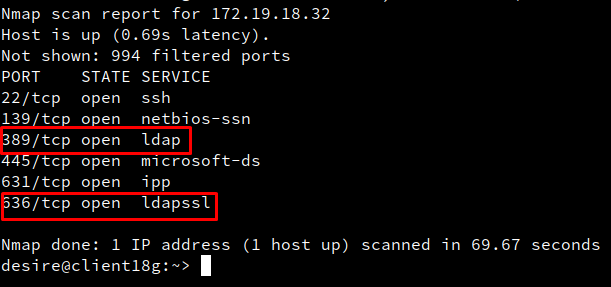 Nmap scan report for 172.19.18.32
Host is up (0.69s latency).
Not shown: 994 filtered ports
PORT    STATE SERVICE
22/tcp  open  ssh
139/tcp open  netbios-ssn
389/tcp open  ldap
445/tcp open  microsoft-ds
631/tcp open  ipp
636/tcp open  ldapssl
Nmap done: 1 IP address (1 host up) scanned in 69.67 seconds
desire@client18g:~>